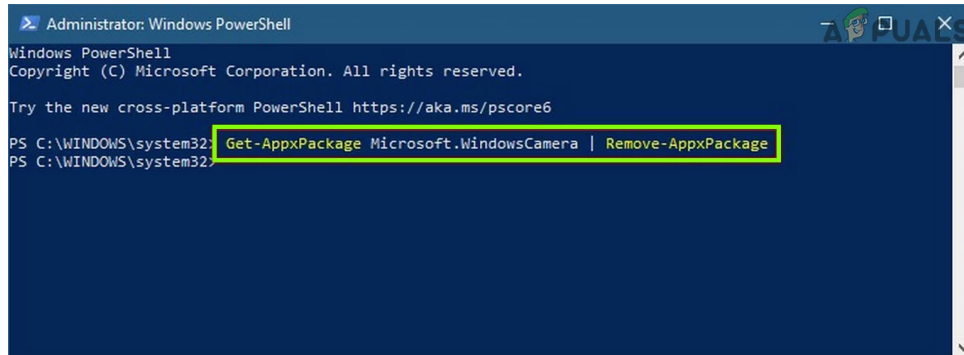 Administrator: Windows PowerShell
APPUALS
Windows PowerShell
Copyright (C) Microsoft Corporation. All rights reserved.
Try the new cross-platform PowerShell https://aka.ms/pscore6
PS C:\WINDOWS\system32> Get-AppxPackage Microsoft.WindowsCamera | Remove-AppxPackage
PS C:\WINDOWS\system32>